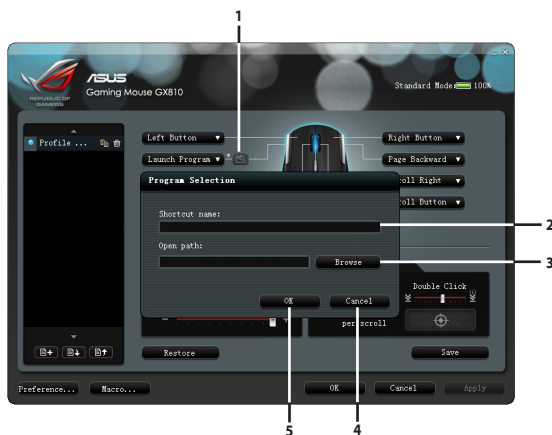 1
REPUBLIC OF
GAMERS
ASUS
Gaming Mouse GX810
Standard Mode 100%
Profile ...
Left Button
Right Button
Launch Program
Page Backward
Program Selection
Scroll Right
Scroll Button
Shortcut name:
2
Open path:
Browse
3
Double Click
OK
Cancel
per scroll
Restore
Save
Preference...
Macro...
OK
Cancel
Apply
5
4